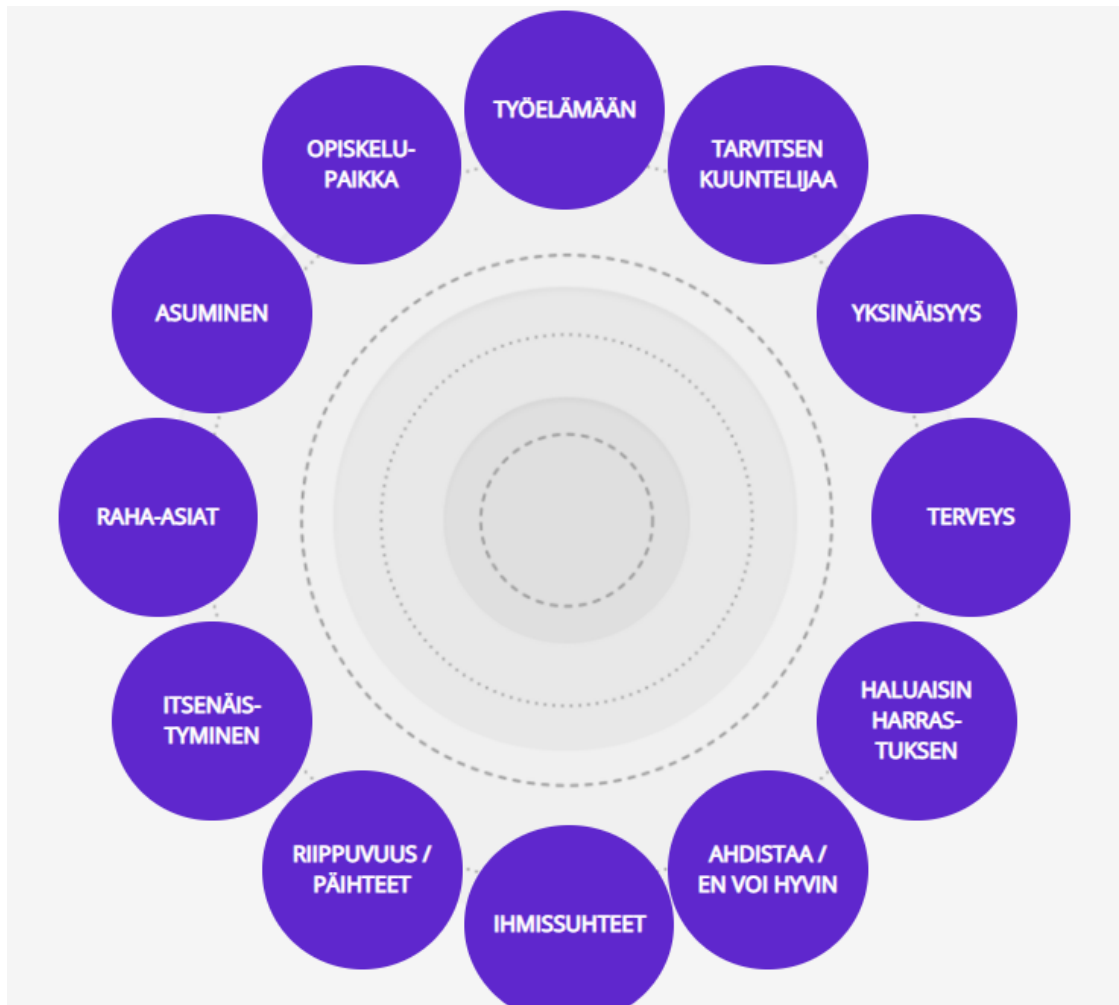 TYÖELÄMÄÄN
TARVITSEN
KUUNTELIJAA
YKSINÄISYYS
TERVEYS
HALUAISIN
HARRAS-
TUKSEN
AHDISTAA /
EN VOI HYVIN
IHMISSUHTEET
RIIPPUVUUS /
PÄIHTEET
ITSENÄIS-
TYMINEN
RAHA-ASIAT
ASUMINEN
OPISKELU-
PAIKKA